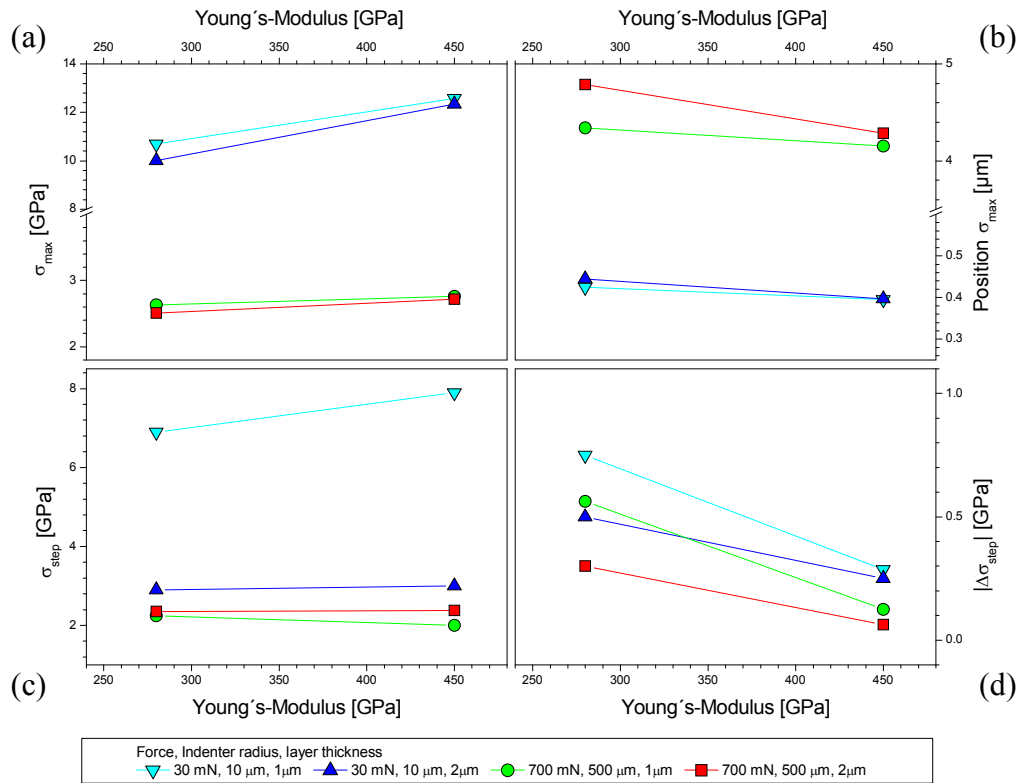 Young´s-Modulus [GPa] Young´s-Modulus [GPa]
(a) (b)
250 300 350 400 450 250 300 350 400 450
14 5
12
10 4
8
σmax [GPa] Position σmax [µm]
0.5
3 0.4
2 0.3
8 1.0
6
σstep [GPa] 0.5 |Δσstep| [GPa]
4
2 0.0
250 300 350 400 450 250 300 350 400 450
(c) (d)
Young´s-Modulus [GPa] Young´s-Modulus [GPa]
Force, Indenter radius, layer thickness
30 mN, 10 µm, 1µm 30 mN, 10 µm, 2µm 700 mN, 500 µm, 1µm 700 mN, 500 µm, 2µm